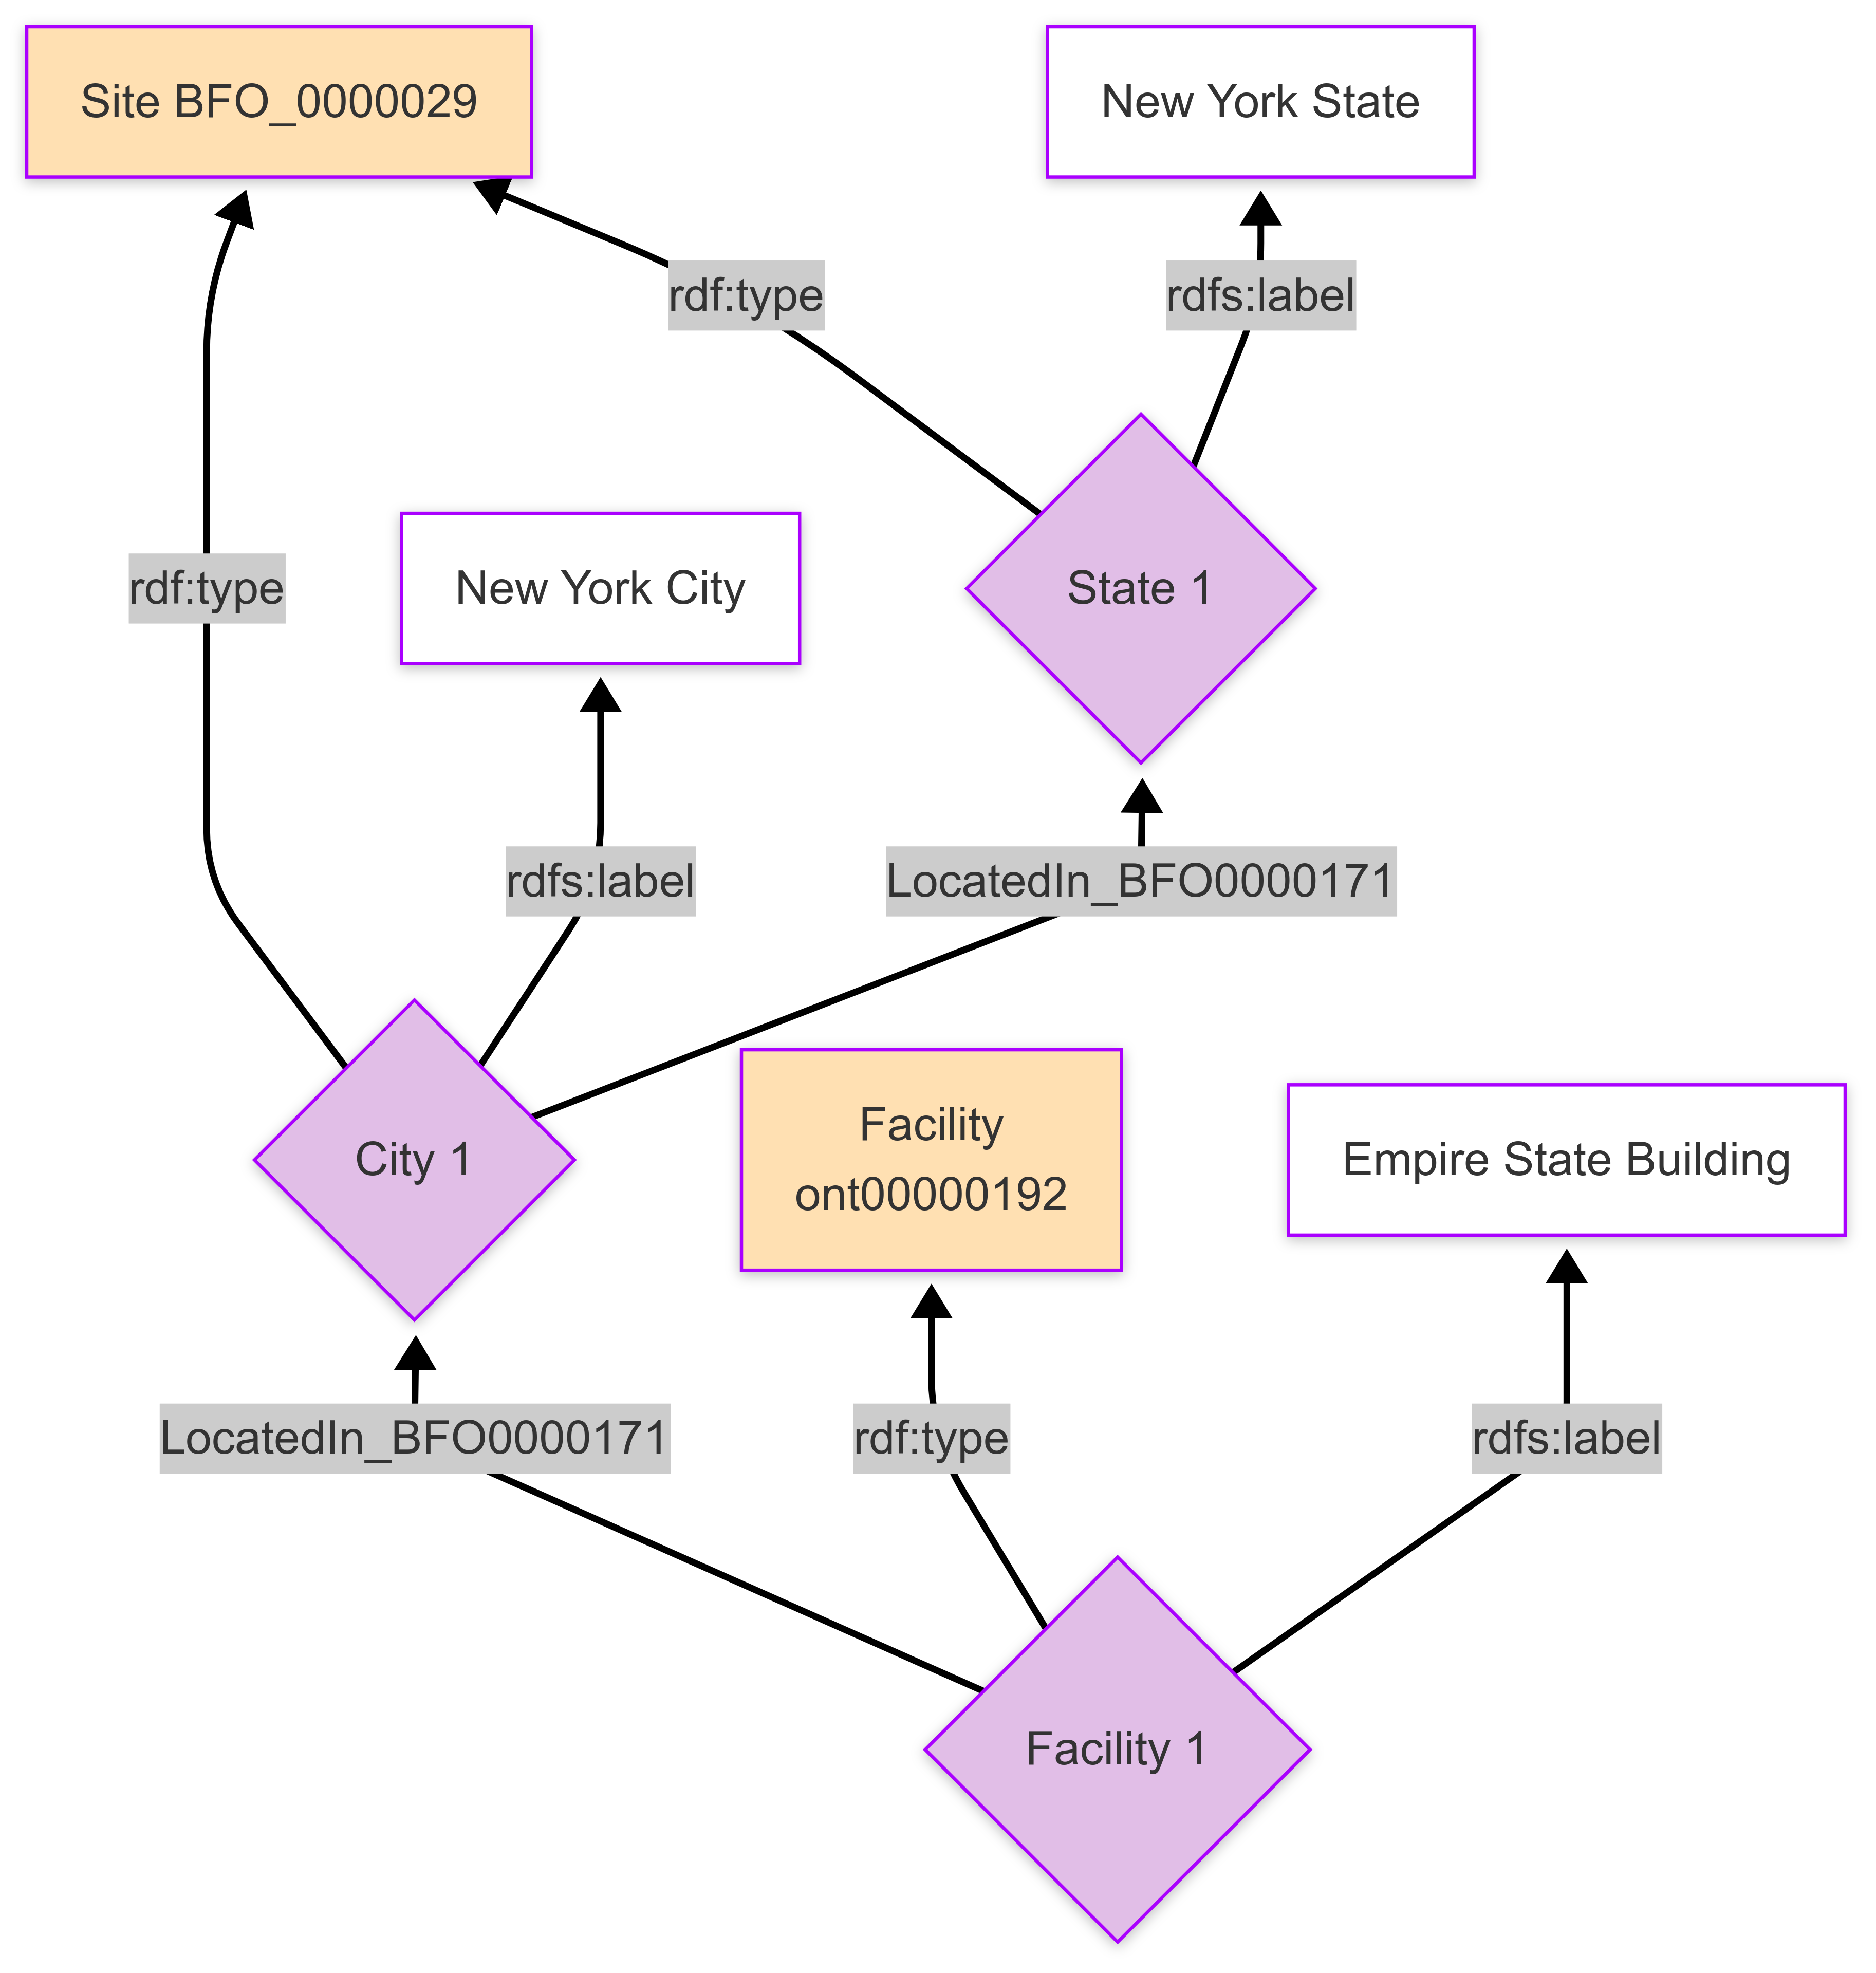 Site BFO_0000029
New York State
rdf:type
rdfs:label
rdf:type
New York City
State 1
rdfs:label
LocatedIn_BFO0000171
City 1
Facility
ont00000192
Empire State Building
LocatedIn_BFO0000171
rdf:type
rdfs:label
Facility 1